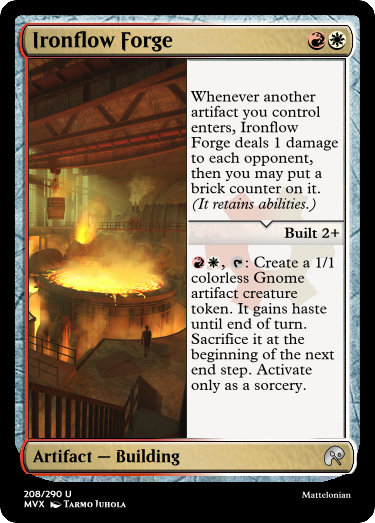 Ironflow Forge
Whenever another
artifact you control
enters, Ironflow
Forge deals 1 damage
to each opponent,
then you may put a
brick counter on it.
(It retains abilities.)
Built 2+
, : Create a 1/1
colorless Gnome
artifact creature
token. It gains haste
until end of turn.
Sacrifice it at the
beginning of the next
end step. Activate
only as a sorcery.
Artifact — Building
208/290 U
MVX Tarmo Juhola
Mattelonian